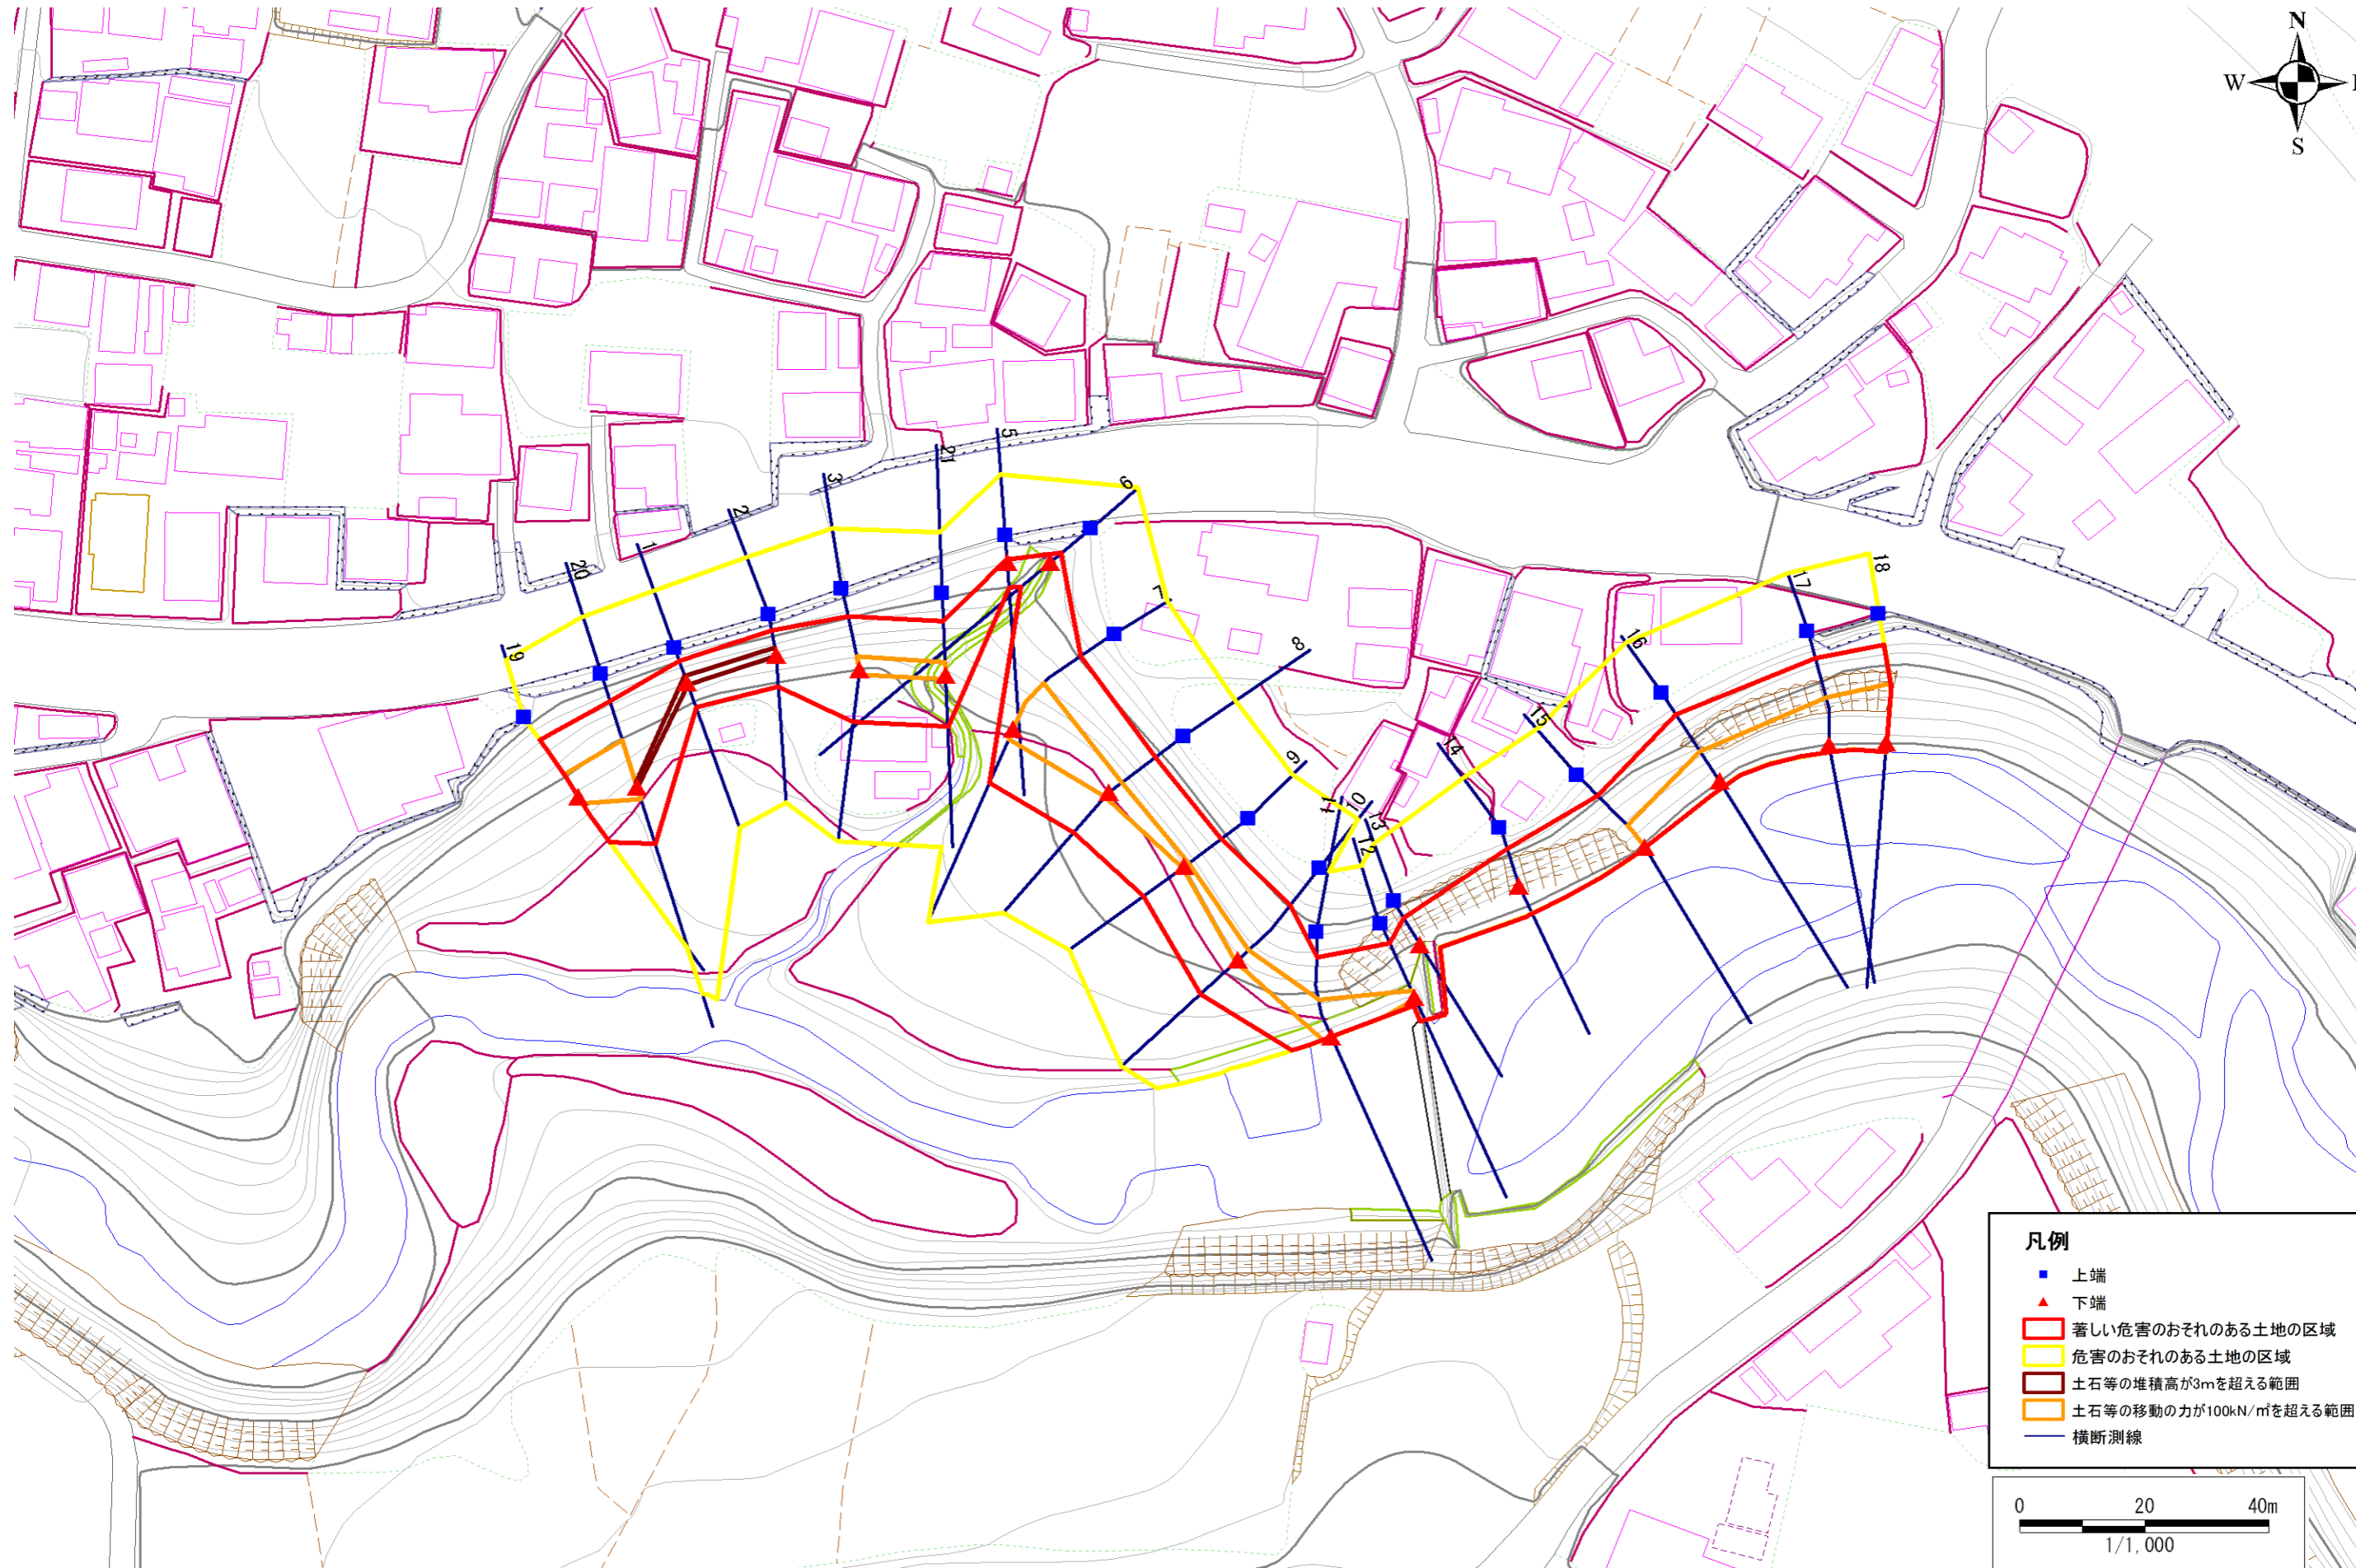 N
W
S
5
21
6
3
2
1
20
7
18
17
8
16
19
15
14
9
10
11
13
12
凡例
上端
下端
著しい危害のおそれのある土地の区域
危害のおそれのある土地の区域
土石等の堆積高が3mを超える範囲
土石等の移動の力が100kN/㎡を超える範囲
横断測線
0 20 40m
1/1,000